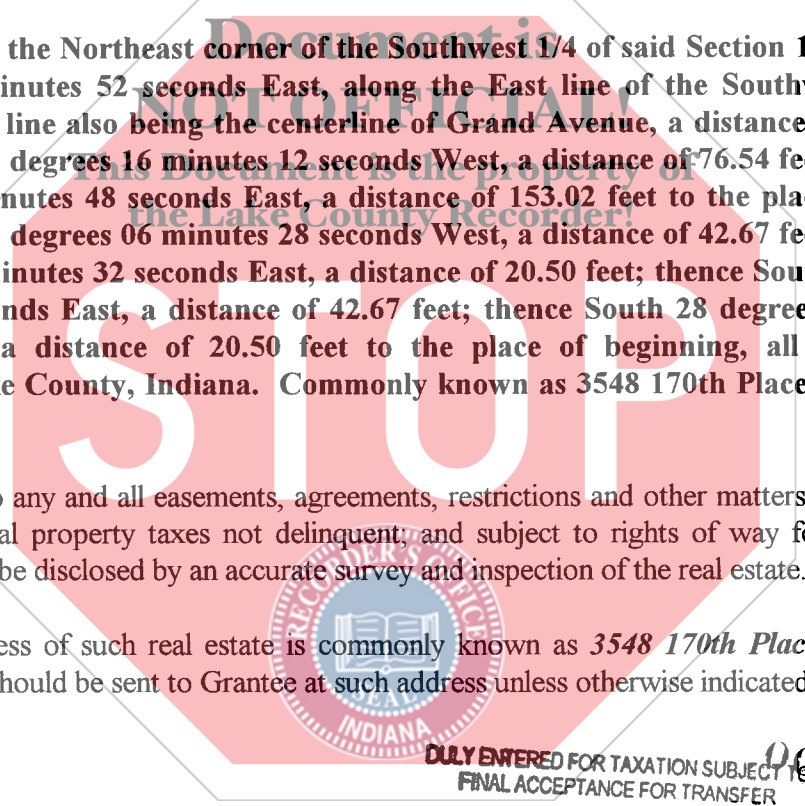 Document is
the Northeast corner of the Southwest 1/4 of said Section 1
inutes 52 seconds East, along the East line of the South
NOT OFFICIAL!
line also being the centerline of Grand Avenue, a distance
degrees 16 minutes 12 seconds West, a distance of 76.54 fe
This Document is the property of
nutes 48 seconds East, a distance of 153.02 feet to the pla
the Lake County Recorder!
degrees 06 minutes 28 seconds West, a distance of 42.67 fe
inutes 32 seconds East, a distance of 20.50 feet; thence Sou
nds East, a distance of 42.67 feet; thence South 28 degree
a distance of 20.50 feet to the place of beginning, all
e County, Indiana. Commonly known as 3548 170th Place
STOP
any and all easements, agreements, restrictions and other matters
al property taxes not delinquent; and subject to rights of way fo
be disclosed by an accurate survey and inspection of the real estate.
ess of such real estate is commonly known as 3548 170th Plac
hould be sent to Grantee at such address unless otherwise indicated
RECORDER'S OFFICE
SEAL
INDIANA
DULY ENTERED FOR TAXATION SUBJECT TO
FINAL ACCEPTANCE FOR TRANSFER